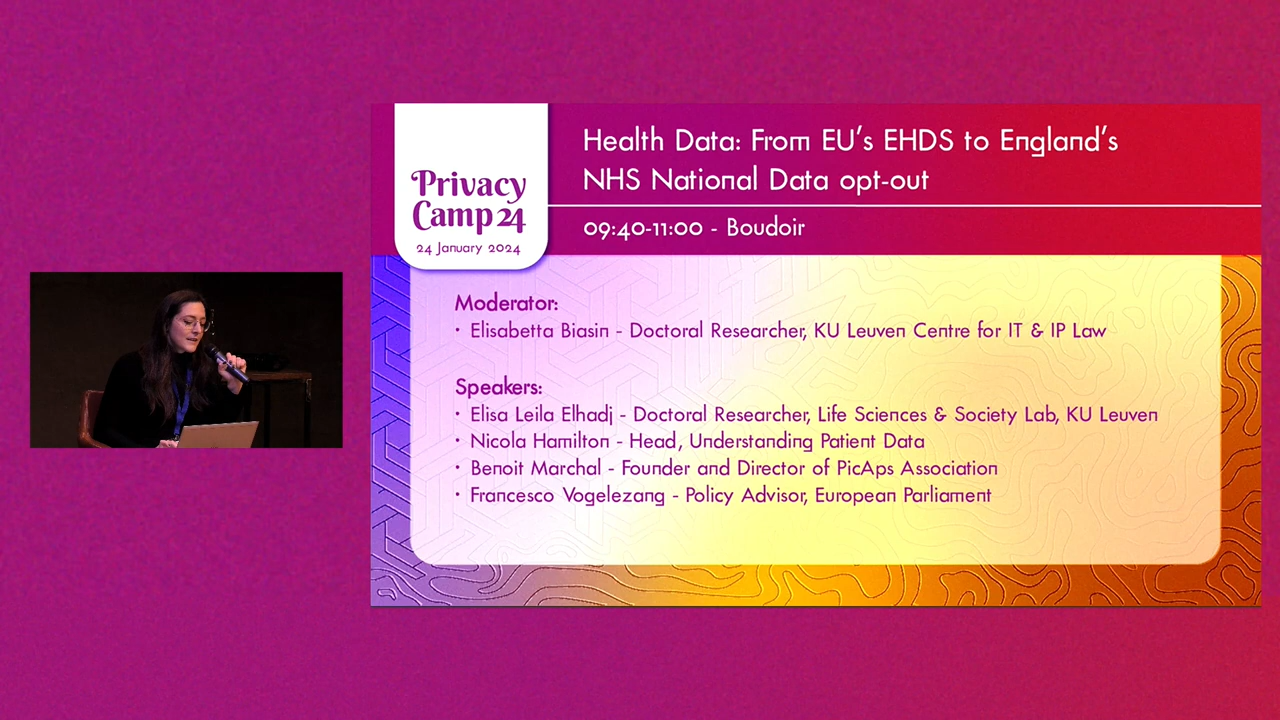 Privacy
Camp 24
24 January 2024
Health Data: From EU's EHDS to England's
NHS National Data opt-out
09:40-11:00 - Boudoir
Moderator:
• Elisabetta Biasin - Doctoral Researcher, KU Leuven Centre for IT & IP Law
Speakers:
• Elisa Leila Elhadj - Doctoral Researcher, Life Sciences & Society Lab, KU Leuven
• Nicola Hamilton - Head, Understanding Patient Data
• Benoit Marchal - Founder and Director of PicAps Association
• Francesco Vogelezang - Policy Advisor, European Parliament